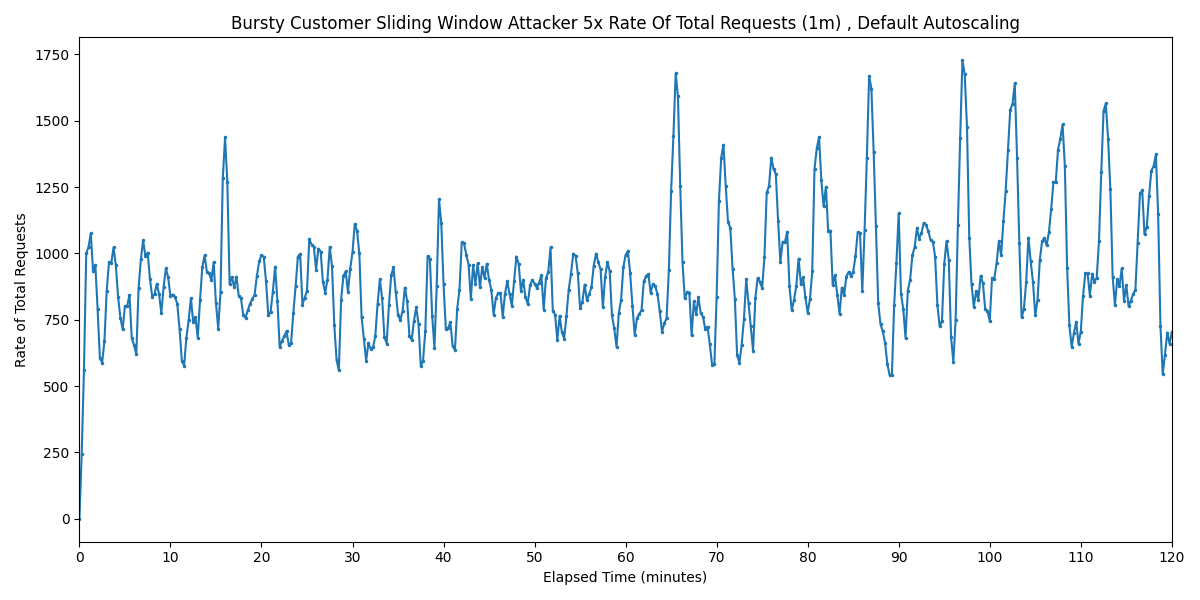 Bursty Customer Sliding Window Attacker 5x Rate Of Total Requests (1m) , Default Autoscaling
1750
1500
1250
1000
750
500
250
0
Rate of Total Requests
0 10 20 30 40 50 60 70 80 90 100 110 120
Elapsed Time (minutes)